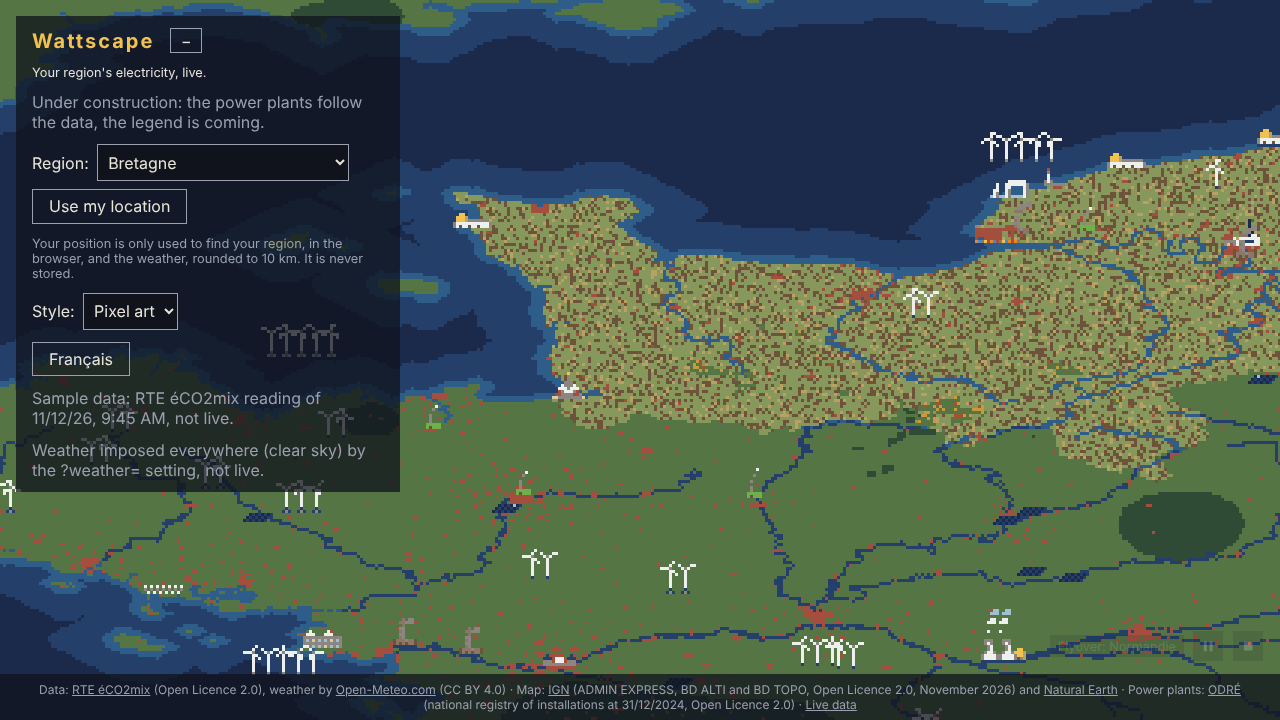 Wattscape
–
Your region's electricity, live.
Under construction: the power plants follow
the data, the legend is coming.
Region: Bretagne
Use my location
Your position is only used to find your region, in the
browser, and the weather, rounded to 10 km. It is never
stored.
Style: Pixel art
Français
Sample data: RTE éCO2mix reading of
11/12/26, 9:45 AM, not live.
Weather imposed everywhere (clear sky) by
the ?weather= setting, not live.
Data: RTE éCO2mix (Open Licence 2.0), weather by Open-Meteo.com (CC BY 4.0) · Map: IGN (ADMIN EXPRESS, BD ALTI and BD TOPO, Open Licence 2.0, November 2026) and Natural Earth · Power plants: ODRÉ
(national registry of installations at 31/12/2024, Open Licence 2.0) · Live data